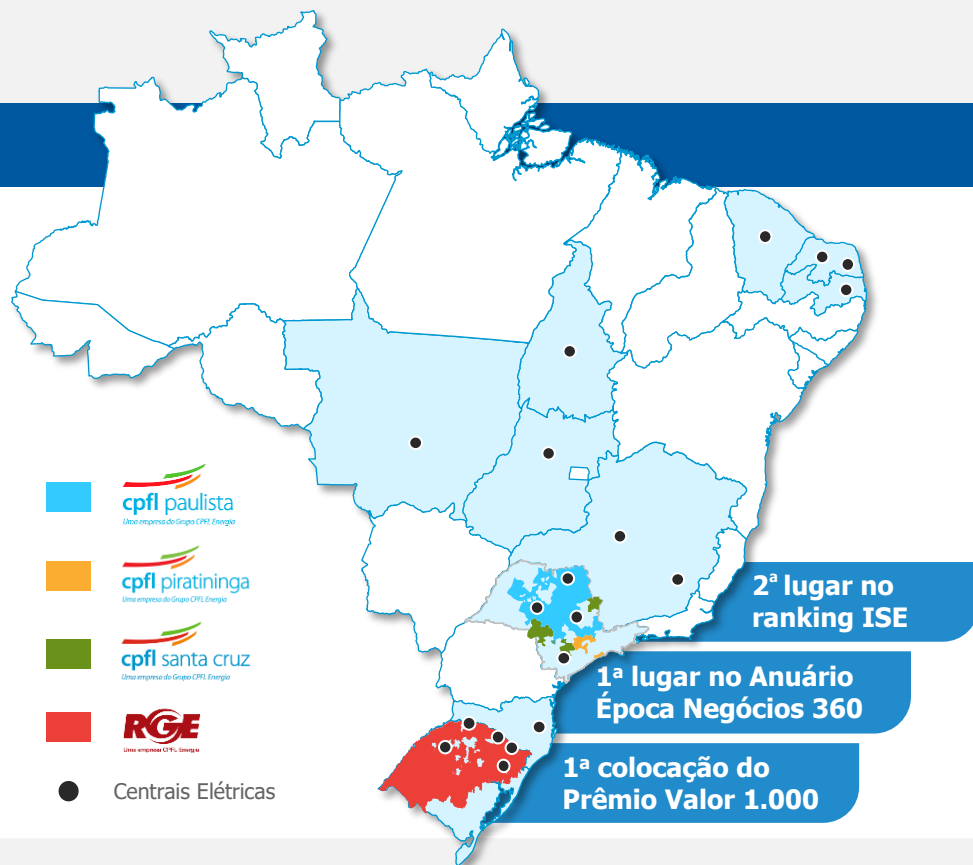 cpfl paulista
Uma empresa do Grupo CPFL Energia
cpfl piratininga
Uma empresa do Grupo CPFL Energia
cpfl santa cruz
Uma empresa do Grupo CPFL Energia
RGE
Uma empresa CPFL Energia
Centrais Elétricas
2ª lugar no
ranking ISE
1ª lugar no Anuário
Época Negócios 360
1ª colocação do
Prêmio Valor 1.000